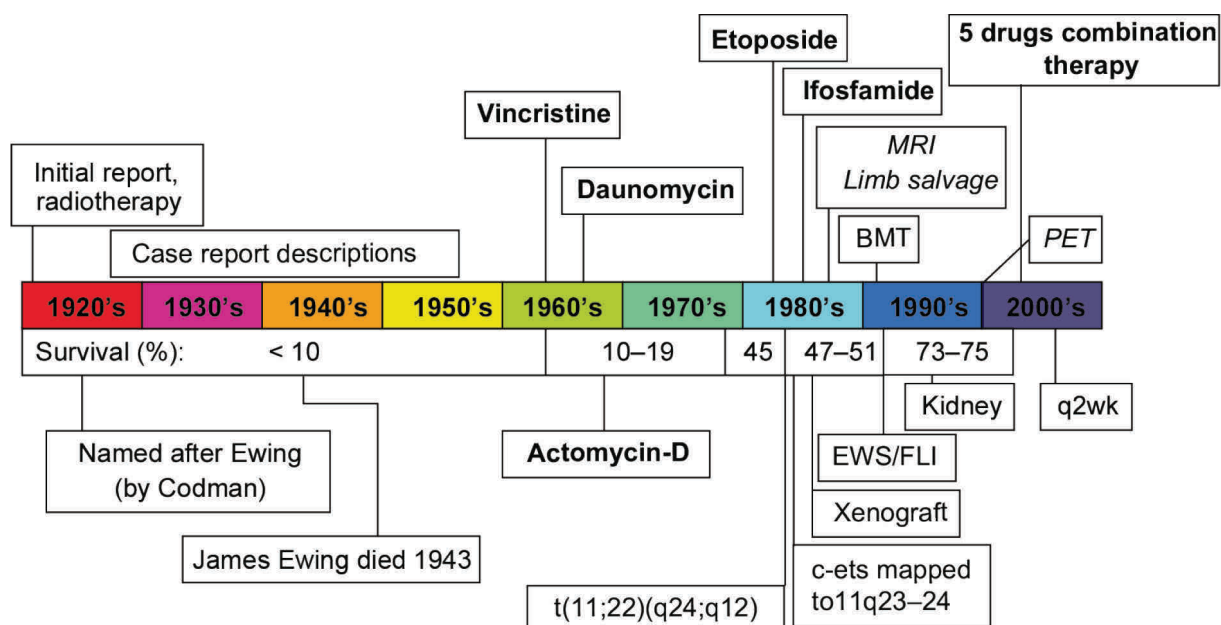 Etoposide
5 drugs combination
therapy
Ifosfamide
Vincristine
MRI
Limb salvage
Initial report,
radiotherapy
Daunomycin
BMT
PET
Case report descriptions
1920's 1930's 1940's 1950's 1960's 1970's 1980's 1990's 2000's
Survival (%): < 10 10–19 45 47–51 73–75
Kidney
q2wk
Named after Ewing
(by Codman)
Actomycin-D
EWS/FLI
Xenograft
James Ewing died 1943
c-ets mapped
to11q23–24
t(11;22)(q24;q12)